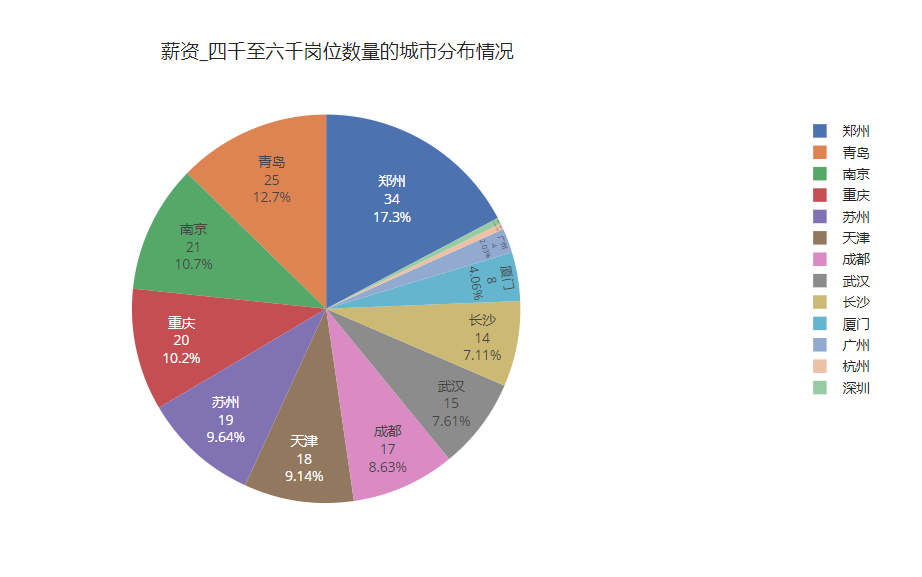 薪资_四千至六千岗位数量的城市分布情况
郑州
34
17.3%
青岛
25
12.7%
南京
21
10.7%
重庆
20
10.2%
苏州
19
9.64%
天津
18
9.14%
成都
17
8.63%
武汉
15
7.61%
长沙
14
7.11%
厦门
8
4.06%
广州
4
2.03%
郑州
青岛
南京
重庆
苏州
天津
成都
武汉
长沙
厦门
广州
杭州
深圳